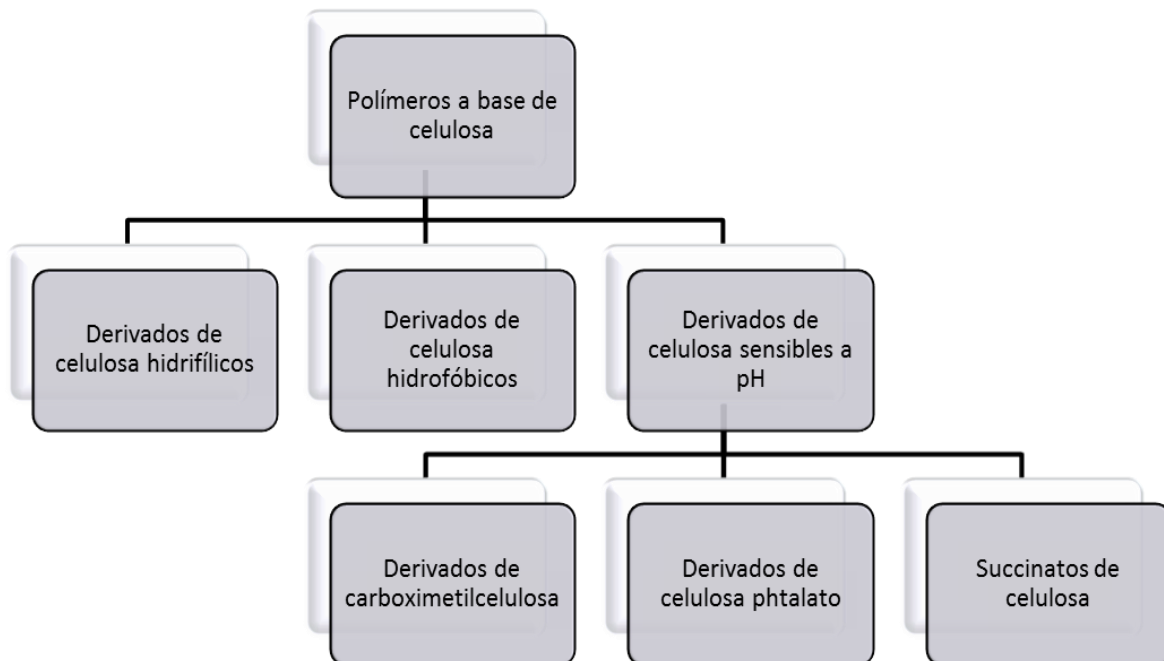 Polímeros a base de
celulosa
Derivados de
celulosa hidrifílicos
Derivados de
celulosa
hidrofóbicos
Derivados de
celulosa sensibles a
pH
Derivados de
carboximetilcelulosa
Derivados de
celulosa phtalato
Succinatos de
celulosa